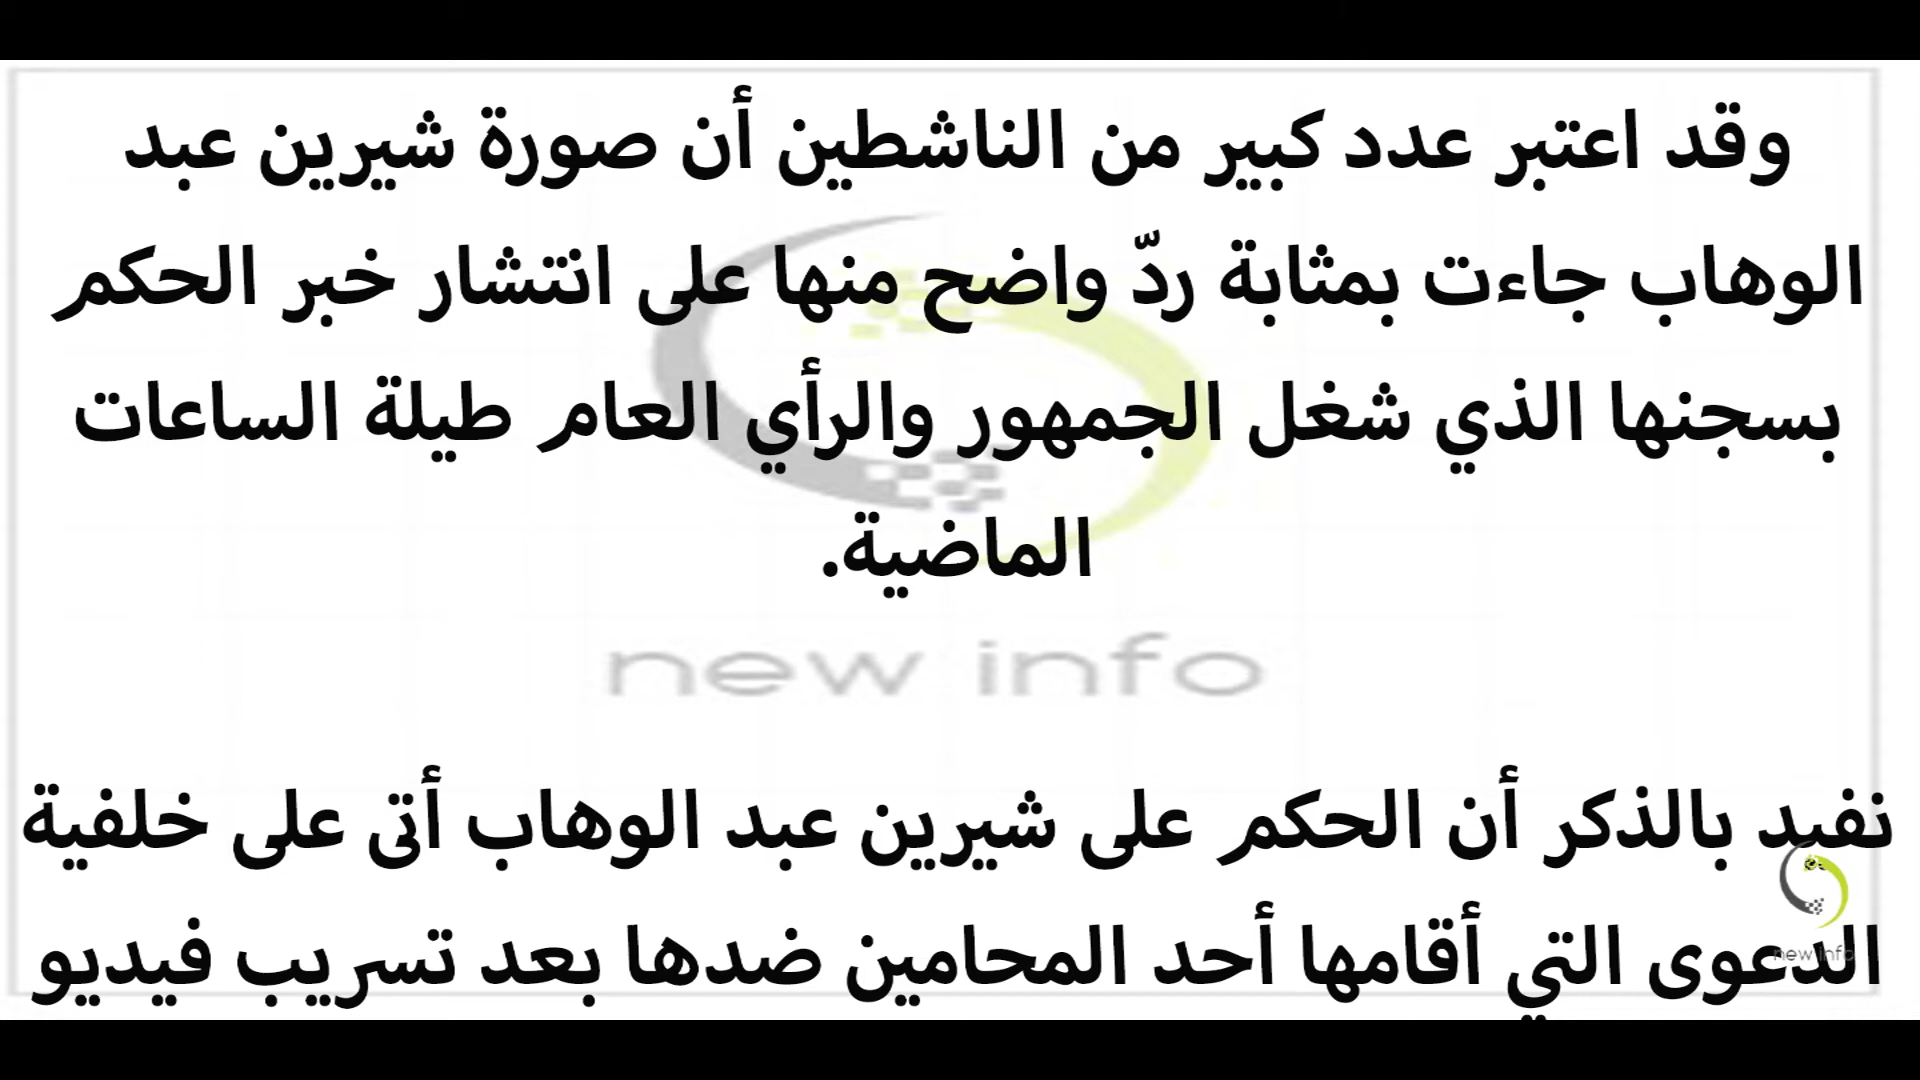 وقد اعتبر عدد كبير من الناشطين أن صورة شيرين عبد
الوهاب جاءت بمثابة ردّ واضح منها على انتشار خبر الحكم
بسجنها الذي شغل الجمهور والرأي العام طيلة الساعات
الماضية.
new info
نفيد بالذكر أن الحكم على شيرين عبد الوهاب أتى على خلفية
الدعوى التي أقامها أحد المحامين ضدها بعد تسريب فيديو
new info